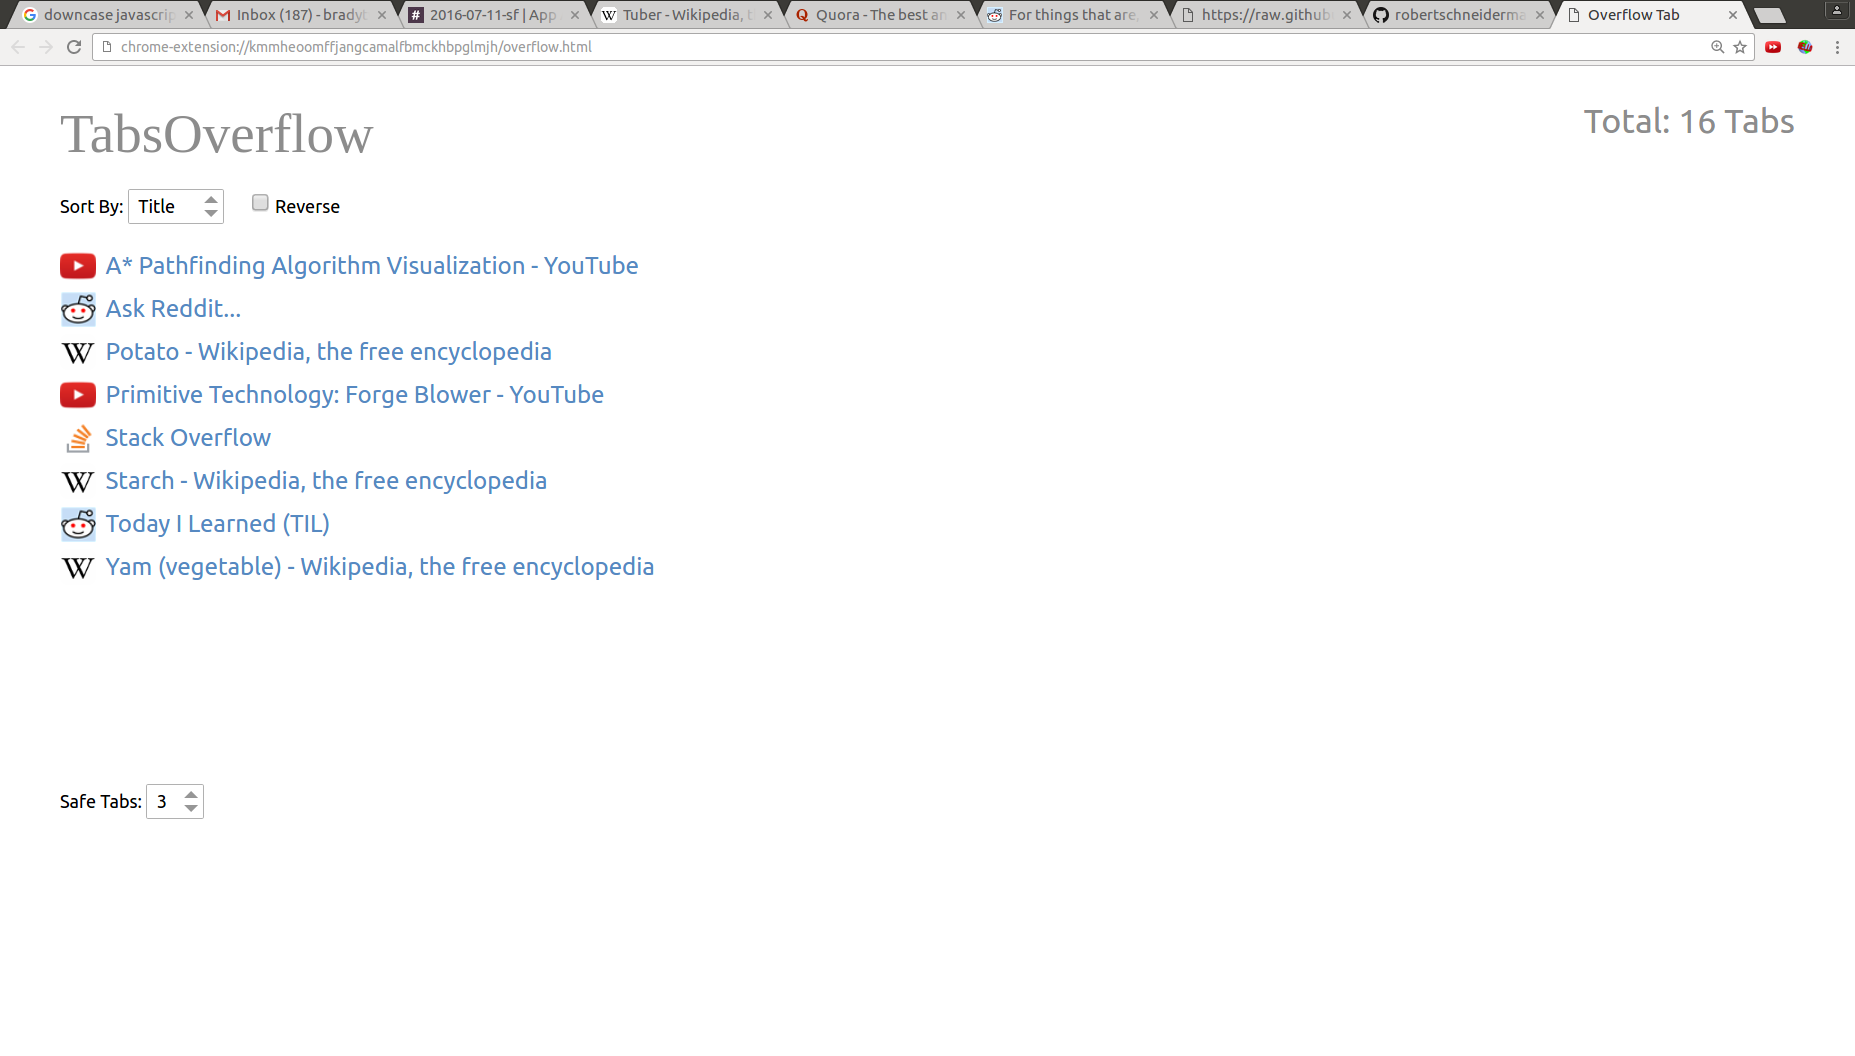 downcase javascrip
Inbox (187) - bradyt
2016-07-11-sf | App
Tuber - Wikipedia, t
Quora - The best an
For things that are,
https://raw.githubu
robertschneiderma
Overflow Tab
chrome-extension://kmmheoomffjangcamalfbmckhbpglmjh/overflow.html
TabsOverflow
Total: 16 Tabs
Sort By: Title Reverse
A* Pathfinding Algorithm Visualization - YouTube
Ask Reddit...
Potato - Wikipedia, the free encyclopedia
Primitive Technology: Forge Blower - YouTube
Stack Overflow
Starch - Wikipedia, the free encyclopedia
Today I Learned (TIL)
Yam (vegetable) - Wikipedia, the free encyclopedia
Safe Tabs: 3